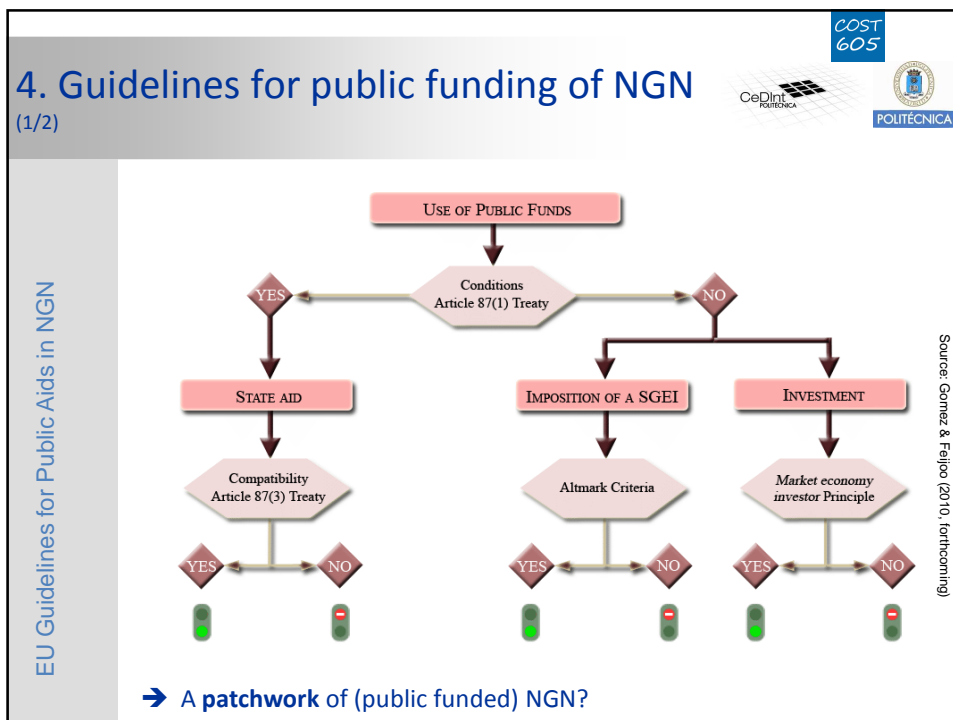 COST
605
4. Guidelines for public funding of NGN
(1/2)
CeDInt
POLITÉCNICA
POLITÉCNICA
EU Guidelines for Public Aids in NGN
USE OF PUBLIC FUNDS
Conditions
Article 87(1) Treaty
YES
NO
STATE AID
IMPOSITION OF A SGEI
INVESTMENT
Compatibility
Article 87(3) Treaty
Altmark Criteria
Market economy
investor Principle
YES
NO
YES
NO
YES
NO
Source: Gomez & Feijoo (2010, forthcoming)
➔ A patchwork of (public funded) NGN?